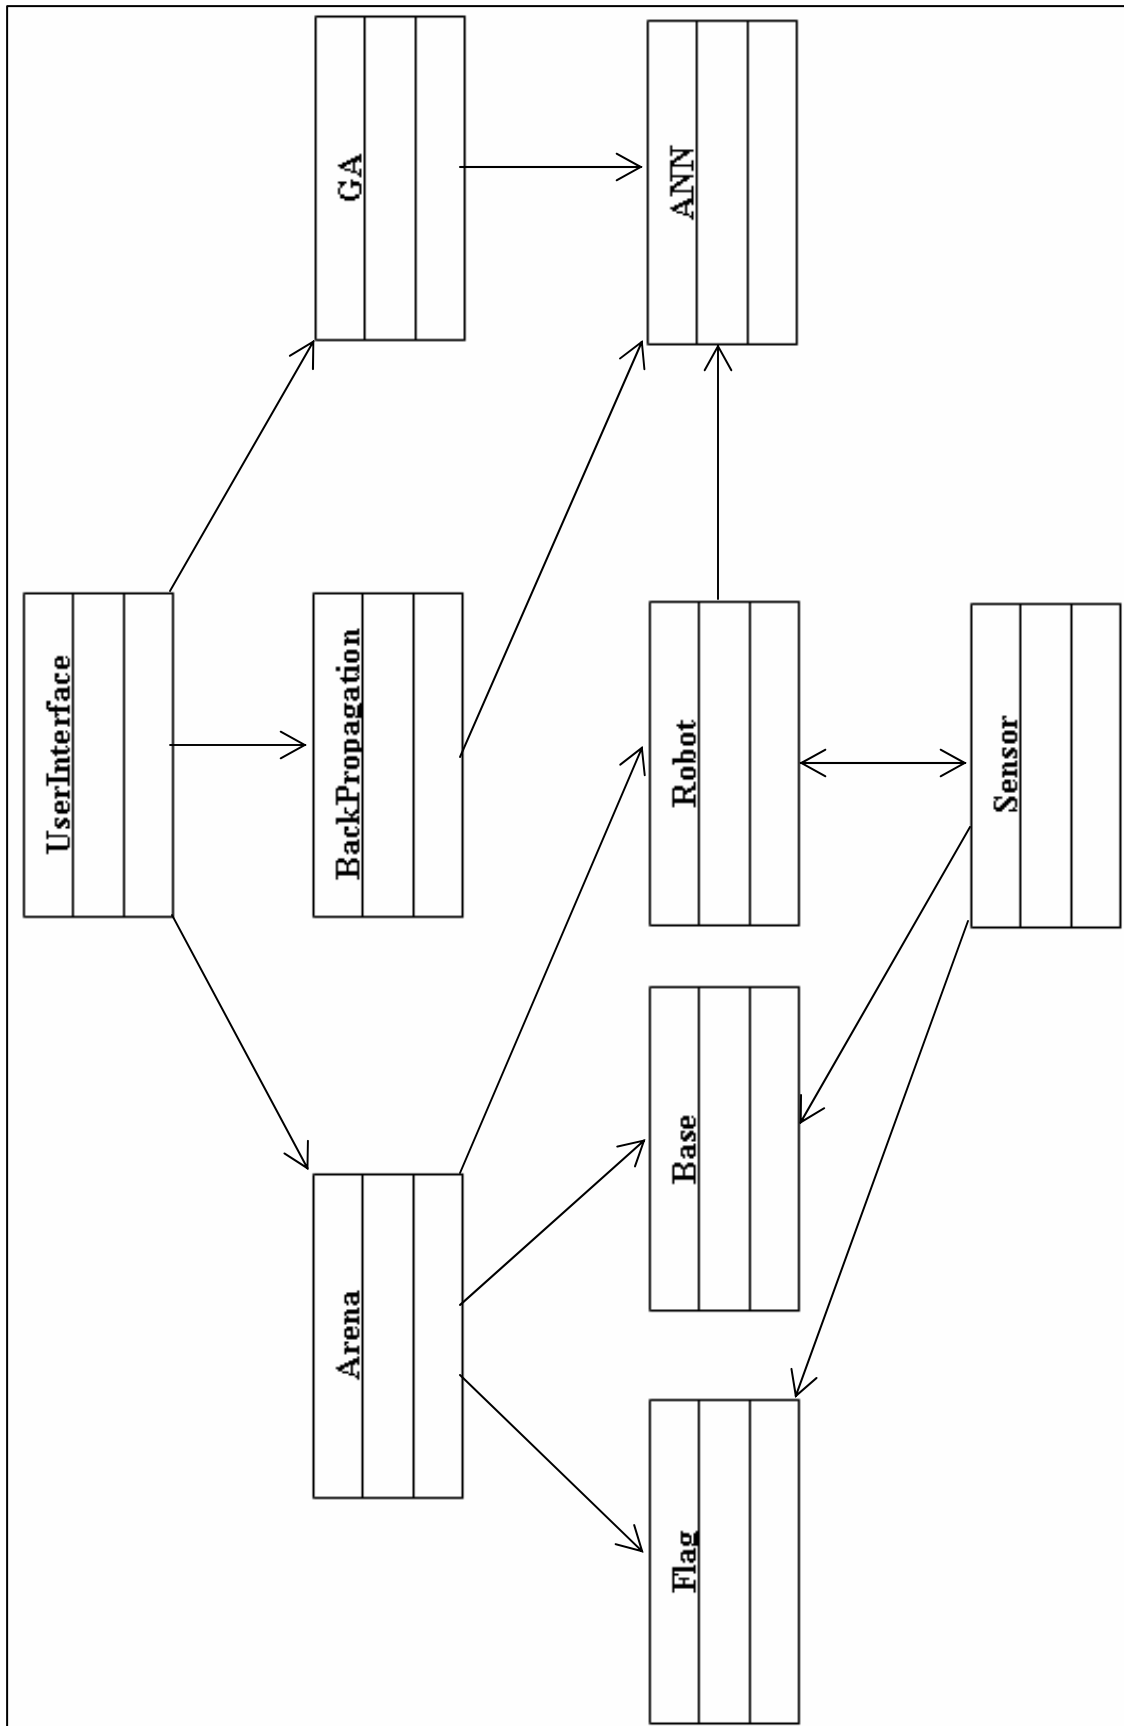 UserInterface
Arena
BackPropagation
GA
Flag
Base
Robot
ANN
Sensor